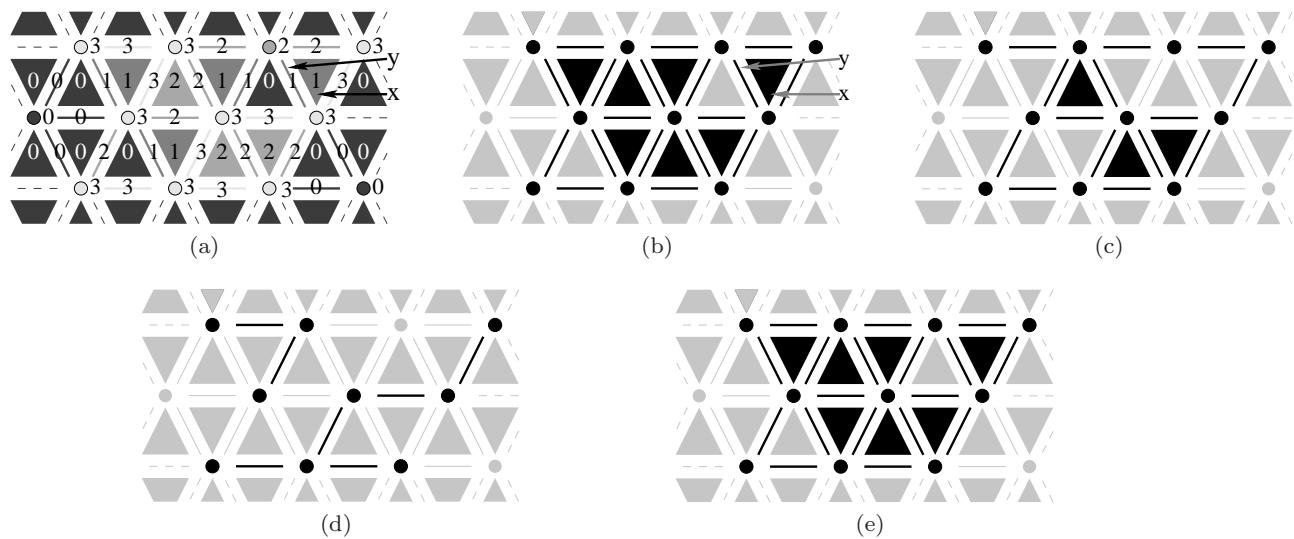 3 3 3 2 2 2 3
y
0 0 0 1 1 3 2 2 1 1 0 1 1 3 0
x
0 0 3 2 3 3 3
0 0 0 2 0 1 1 3 2 2 2 2 0 0 0
3 3 3 3 3 0 0
(a)
y
x
(b)
(c)
(d)
(e)